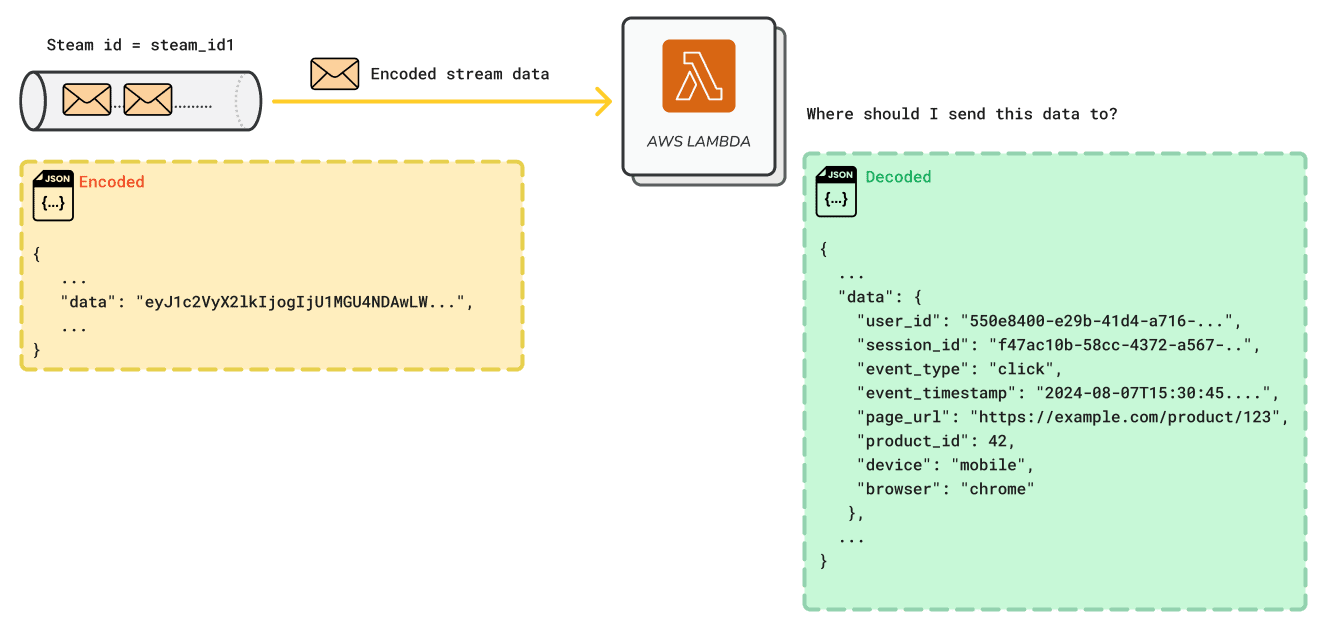 Steam id = steam_id1
Encoded stream data
AWS LAMBDA
Where should I send this data to?
JSON
{...}
Encoded
{
...
"data": "eyJ1c2VyX2lkIjogIjU1MGU4NDAwLW...",
...
}
JSON
{...}
Decoded
{
...
"data": {
"user_id": "550e8400-e29b-41d4-a716-...",
"session_id": "f47ac10b-58cc-4372-a567-..",
"event_type": "click",
"event_timestamp": "2024-08-07T15:30:45....",
"page_url": "https://example.com/product/123",
"product_id": 42,
"device": "mobile",
"browser": "chrome"
},
...
}